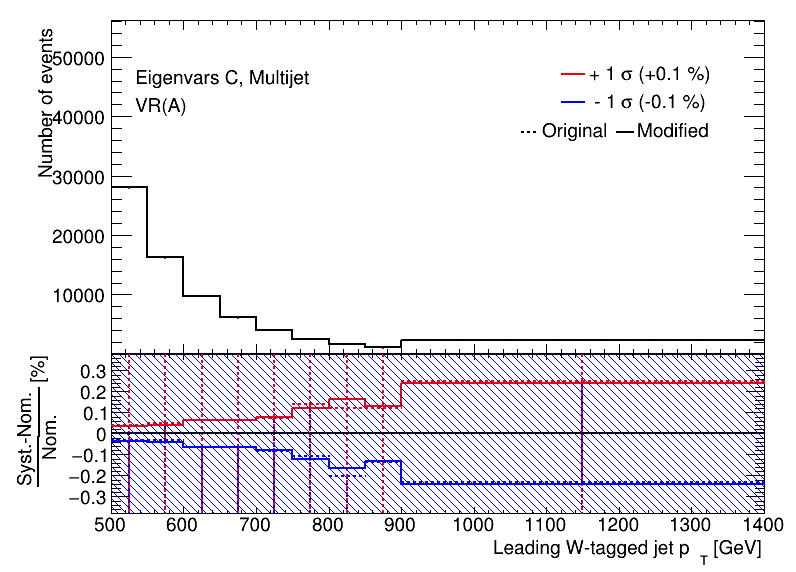 Number of events
50000
40000
30000
20000
10000
Eigenvars C, Multijet
VR(A)
+ 1 σ (+0.1 %)
- 1 σ (-0.1 %)
Original Modified
Syst.-Nom.
Nom.
[%]
0.3
0.2
0.1
0
−0.1
−0.2
−0.3
500 600 700 800 900 1000 1100 1200 1300 1400
Leading W-tagged jet p T [GeV]